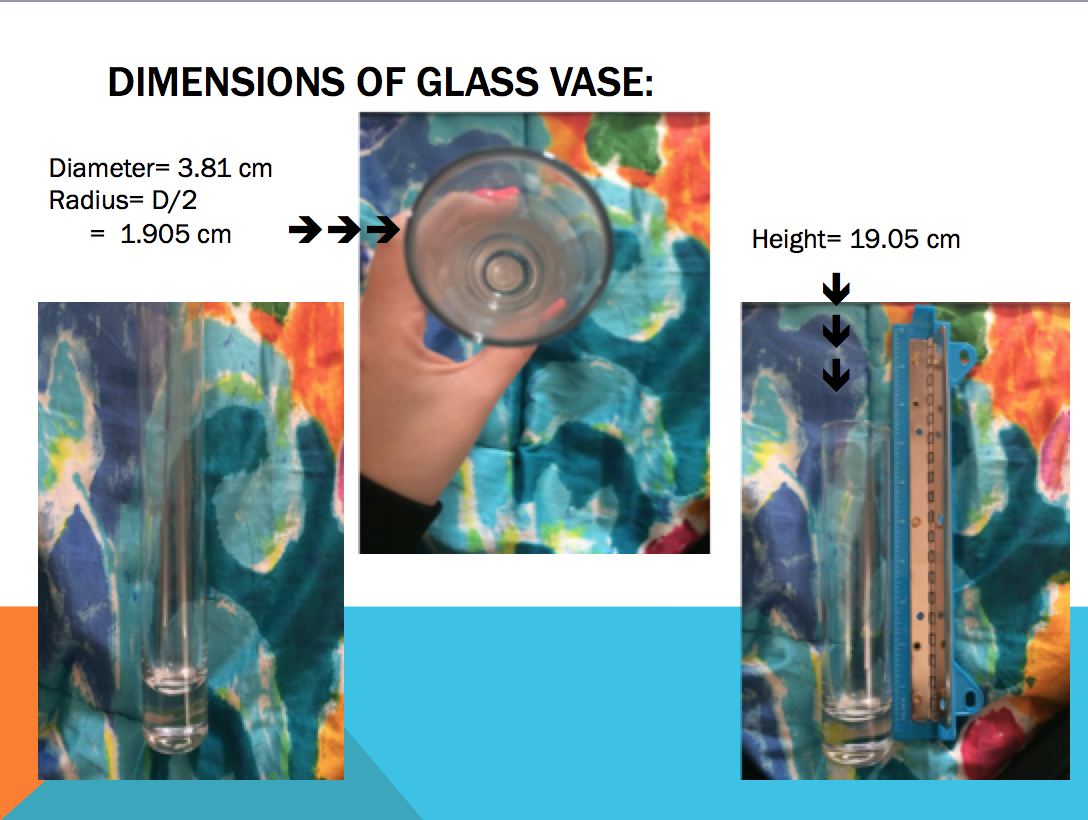 DIMENSIONS OF GLASS VASE:
Diameter= 3.81 cm
Radius= D/2
= 1.905 cm
Height= 19.05 cm